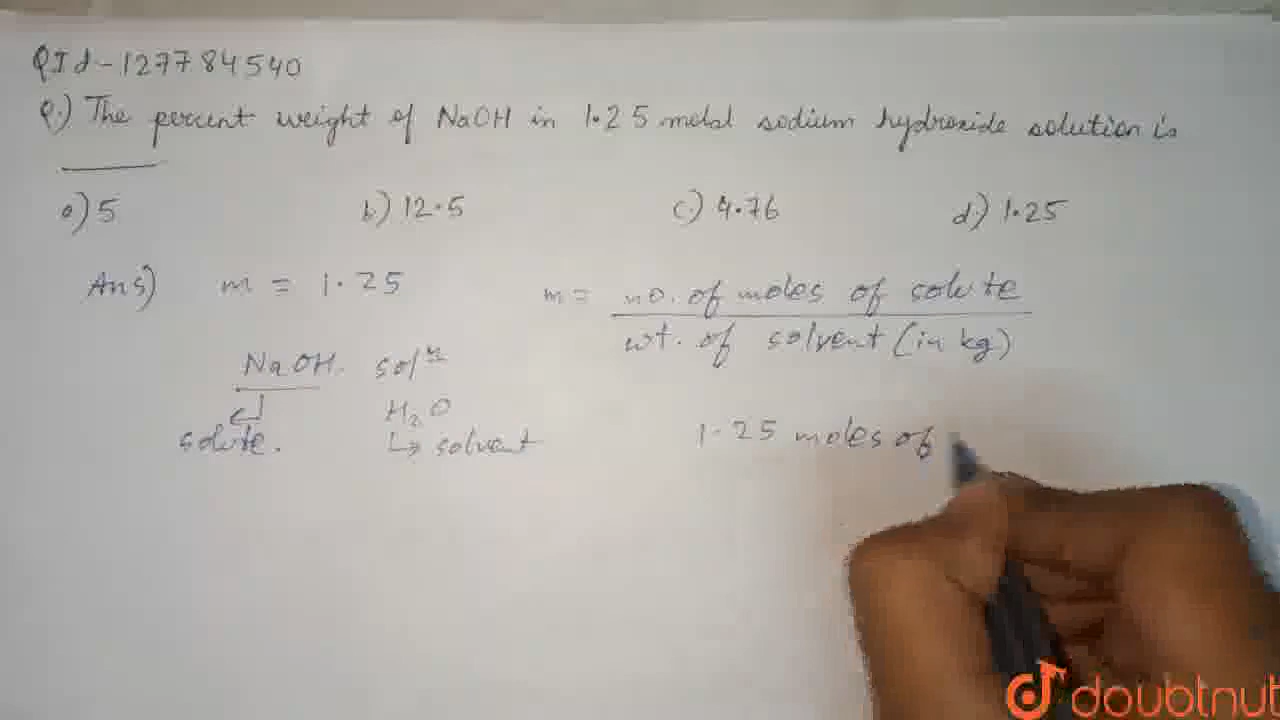 QId-127784540
Q.) The percent weight of NaOH in 1.25 molal sodium hydroxide solution is
a) 5 b.) 12.5 c.) 4.76 d.) 1.25
Ans) m = 1.25 m = no. of moles of solute
wt. of solvent (in kg)
NaOH. solⁿ
H₂O
solute. ↳ solvent
1.25 moles of
doubtnut